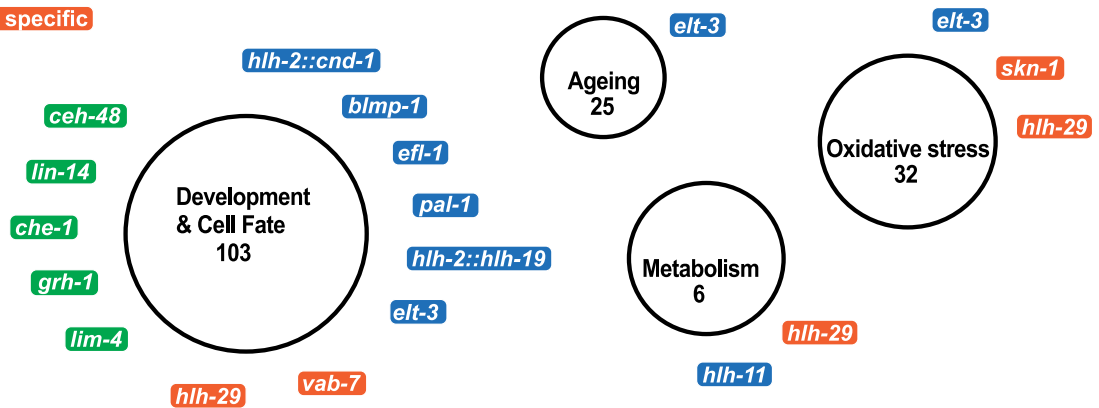 specific
hlh-2::cnd-1
blmp-1
ceh-48
efl-1
lin-14
pal-1
che-1
hlh-2::hlh-19
grh-1
elt-3
lim-4
hlh-29
vab-7
Development
& Cell Fate
103
elt-3
Ageing
25
elt-3
skn-1
hlh-29
Oxidative stress
32
Metabolism
6
hlh-29
hlh-11